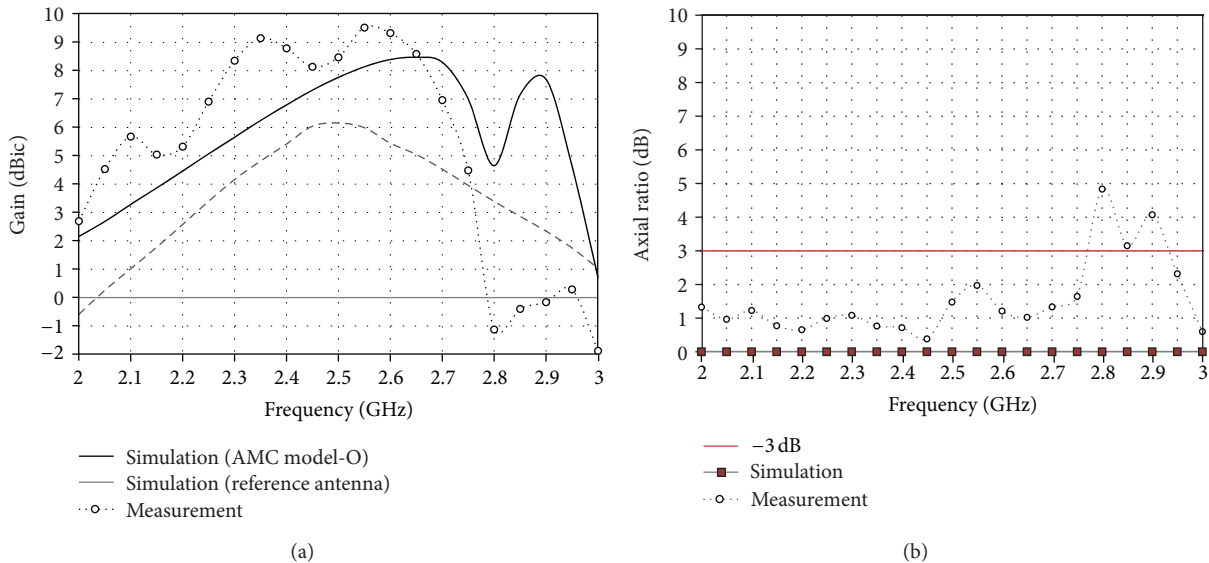 10
9
8
7
6
5
4
3
2
1
0
−1
−2
Gain (dBic)
2 2.1 2.2 2.3 2.4 2.5 2.6 2.7 2.8 2.9 3
Frequency (GHz)
Simulation (AMC model-O)
Simulation (reference antenna)
Measurement
(a)
10
9
8
7
6
5
4
3
2
1
0
Axial ratio (dB)
2 2.1 2.2 2.3 2.4 2.5 2.6 2.7 2.8 2.9 3
Frequency (GHz)
−3 dB
Simulation
Measurement
(b)